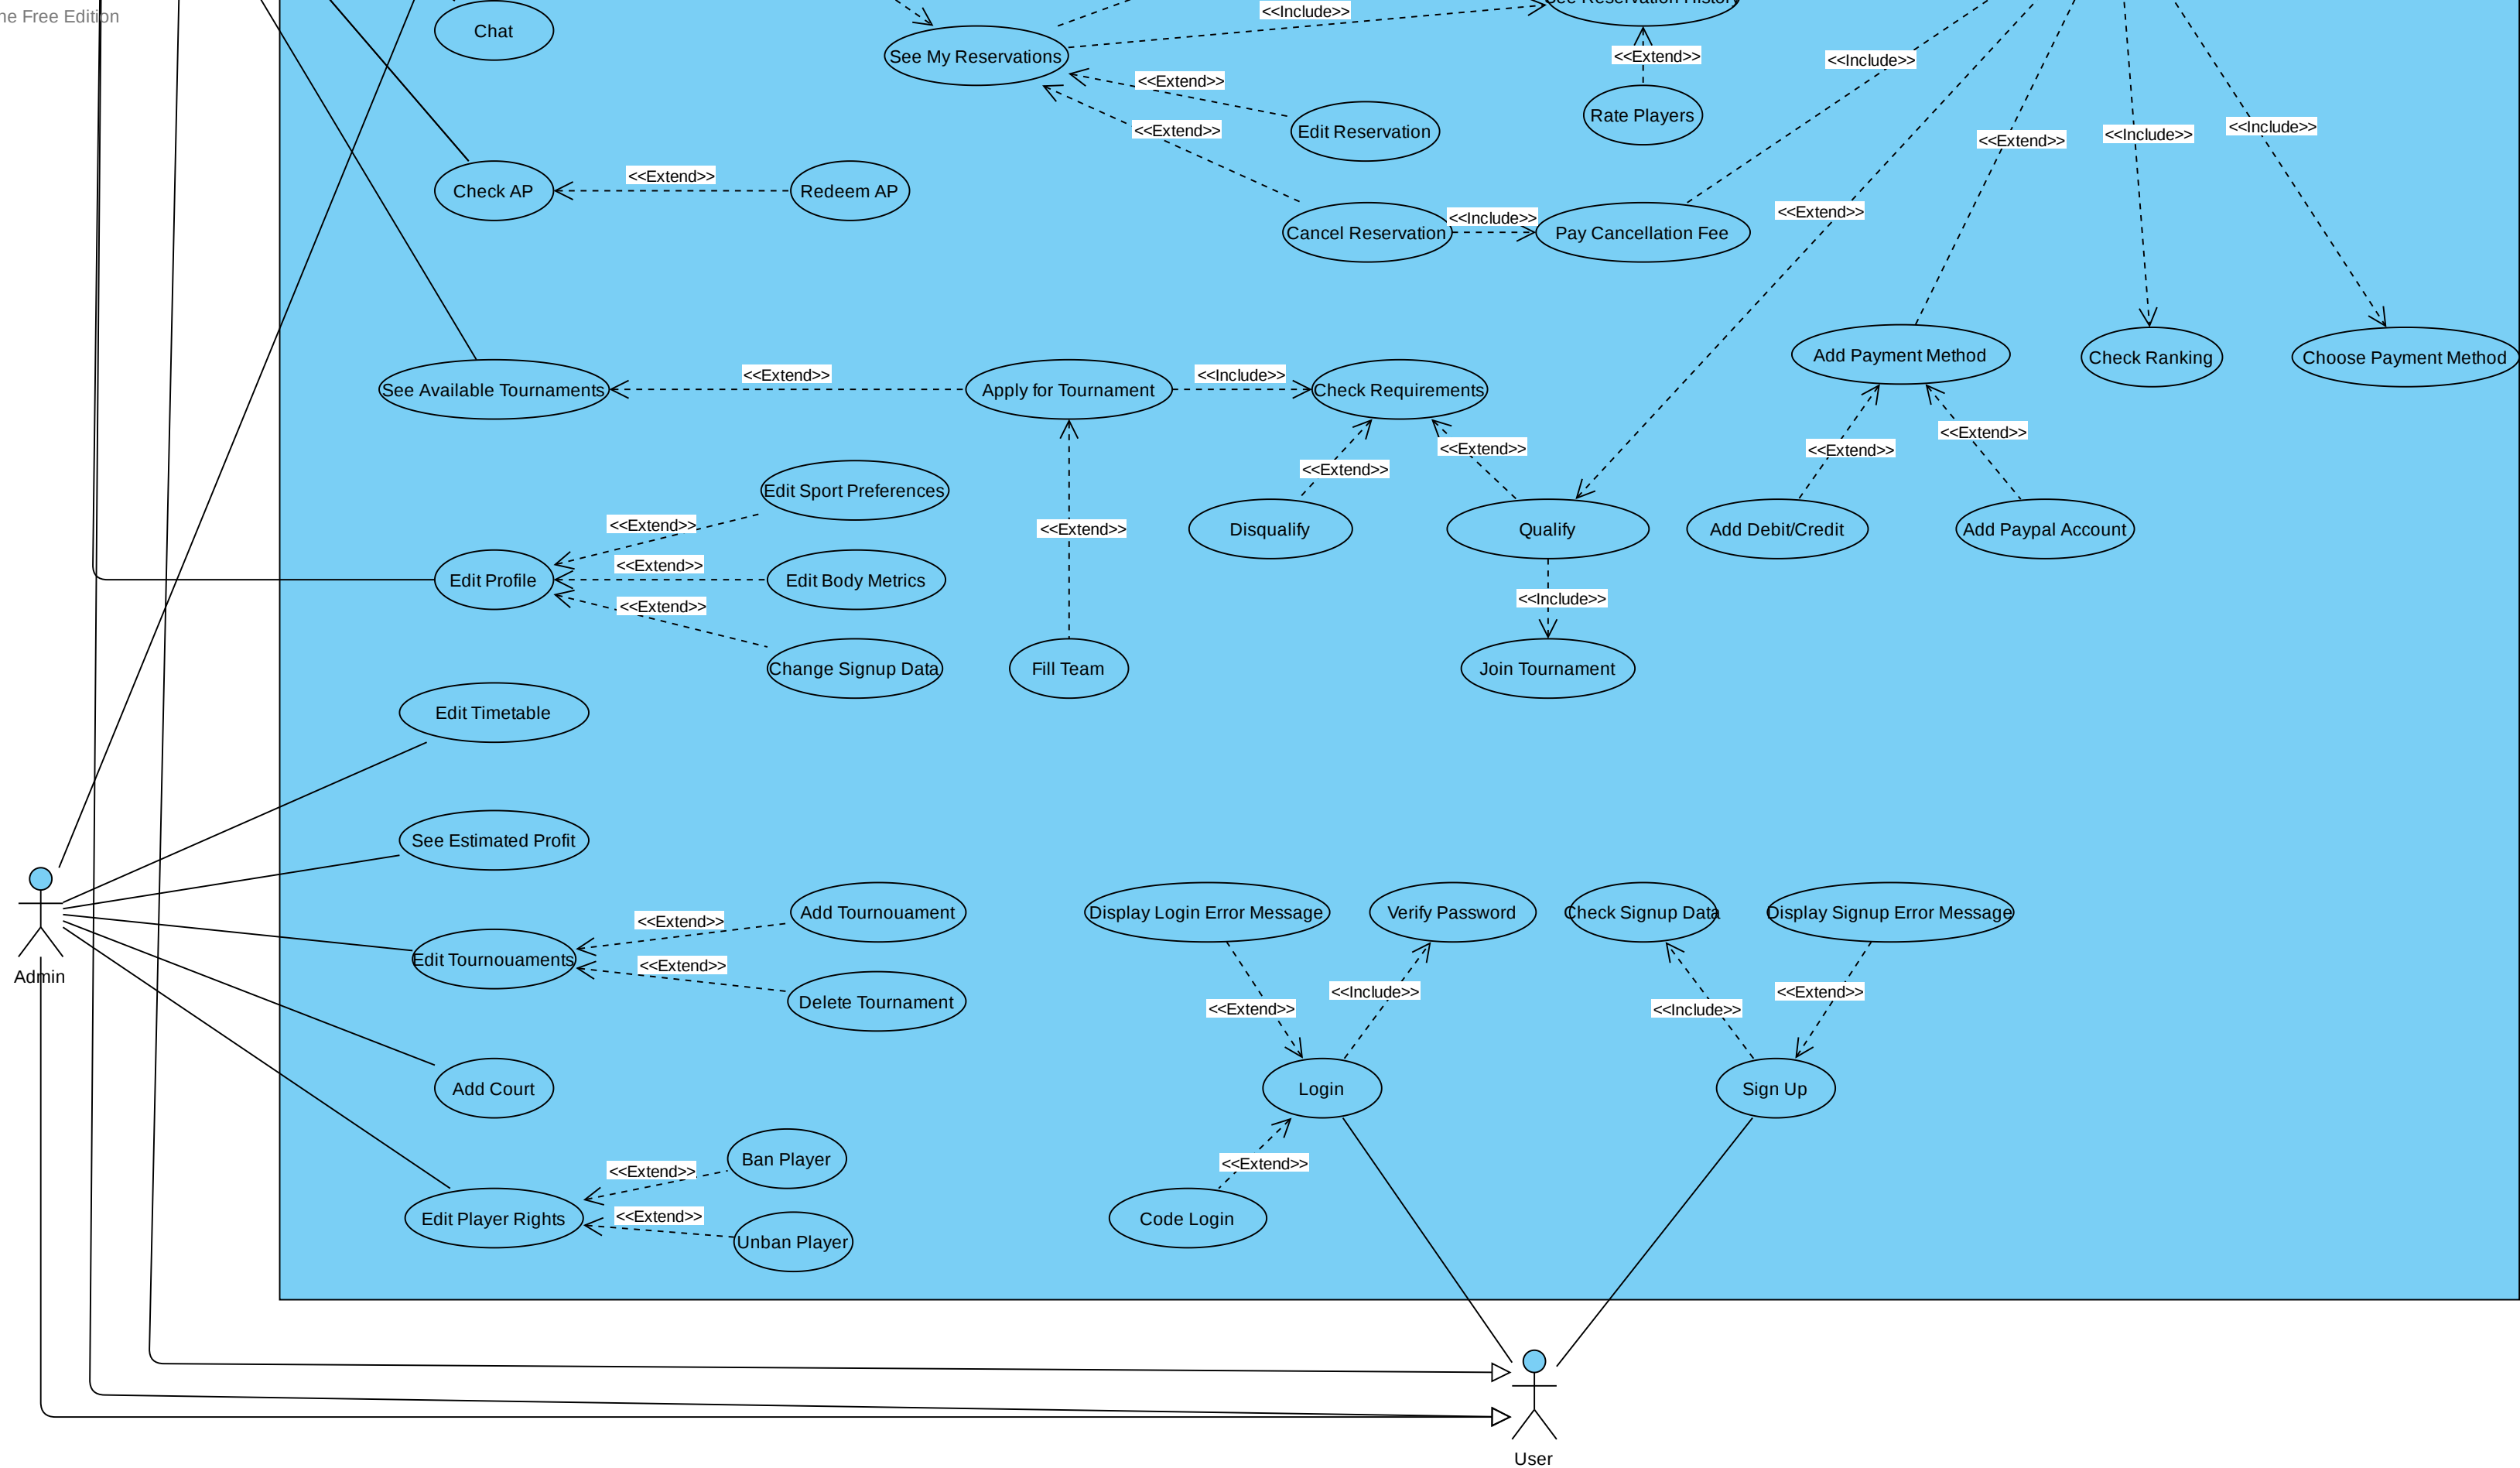 ne Free Edition
Chat
See My Reservations
<<Include>>
See Reservation History
<<Extend>>
<<Extend>>
<<Extend>>
Edit Reservation
Rate Players
<<Include>>
<<Extend>>
<<Include>>
<<Include>>
Check AP
<<Extend>>
Redeem AP
Cancel Reservation
<<Include>>
Pay Cancellation Fee
<<Extend>>
See Available Tournaments
<<Extend>>
Apply for Tournament
<<Include>>
Check Requirements
Add Payment Method
Check Ranking
Choose Payment Method
<<Extend>>
<<Extend>>
<<Extend>>
<<Extend>>
Edit Sport Preferences
<<Extend>>
<<Extend>>
Disqualify
Qualify
Add Debit/Credit
Add Paypal Account
Edit Profile
<<Extend>>
Edit Body Metrics
<<Extend>>
<<Include>>
Change Signup Data
Fill Team
Join Tournament
Edit Timetable
See Estimated Profit
Admin
Edit Tournouaments
<<Extend>>
Add Tournouament
<<Extend>>
Delete Tournament
Display Login Error Message
Verify Password
Check Signup Data
Display Signup Error Message
<<Extend>>
<<Include>>
<<Include>>
<<Extend>>
Add Court
Login
Sign Up
<<Extend>>
Ban Player
<<Extend>>
Edit Player Rights
<<Extend>>
Unban Player
Code Login
User